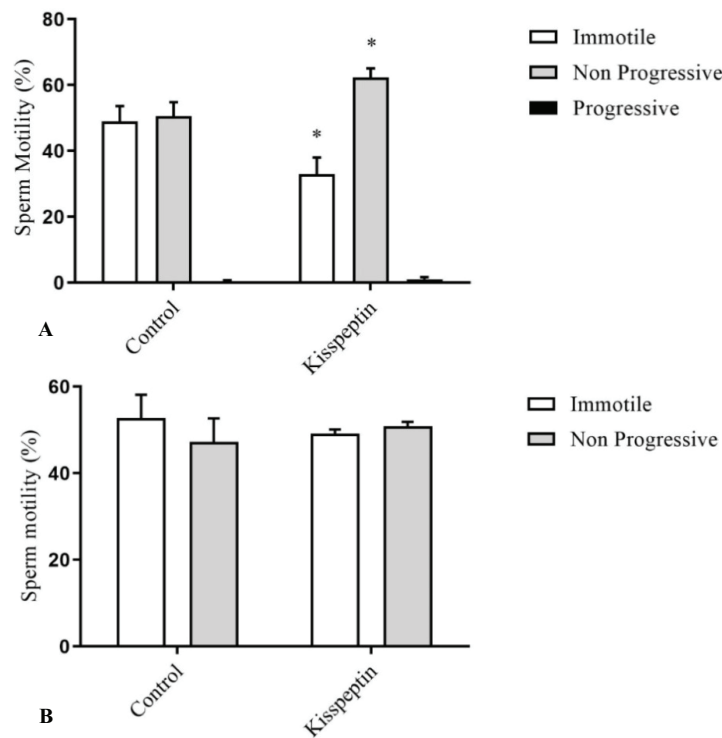 80
60
40
20
0
Sperm Motility (%)
*
*
Control
Kisspeptin
Immotile
Non Progressive
Progressive
A
60
40
20
0
Sperm motility (%)
Control
Kisspeptin
Immotile
Non Progressive
B